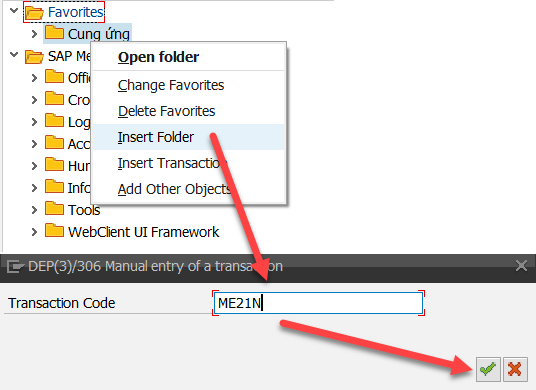 Favorites
Cung ứng
Open folder
SAP Me
Change Favorites
Offi
Cro
Delete Favorites
Log
Insert Folder
Acc
Insert Transaction
Hur
Info
Add Other Objects
Tools
WebClient UI Framework
DEP(3)/306 Manual entry of a transaction
Transaction Code
ME21N